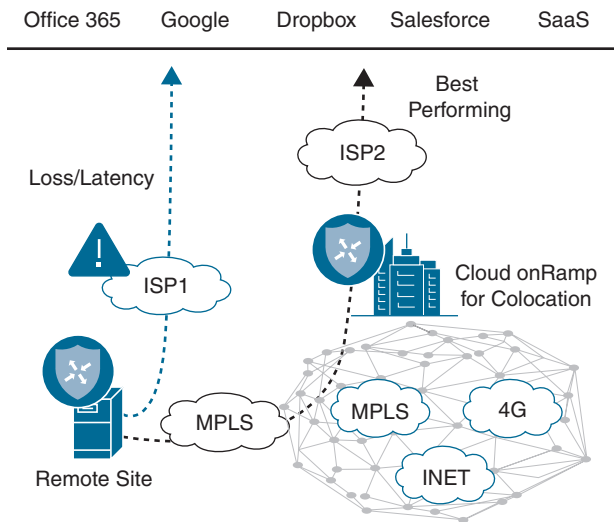 Office 365 Google Dropbox Salesforce SaaS
Best
Performing
ISP2
Loss/Latency
!
ISP1
Cloud onRamp
for Colocation
MPLS
MPLS
4G
INET
Remote Site